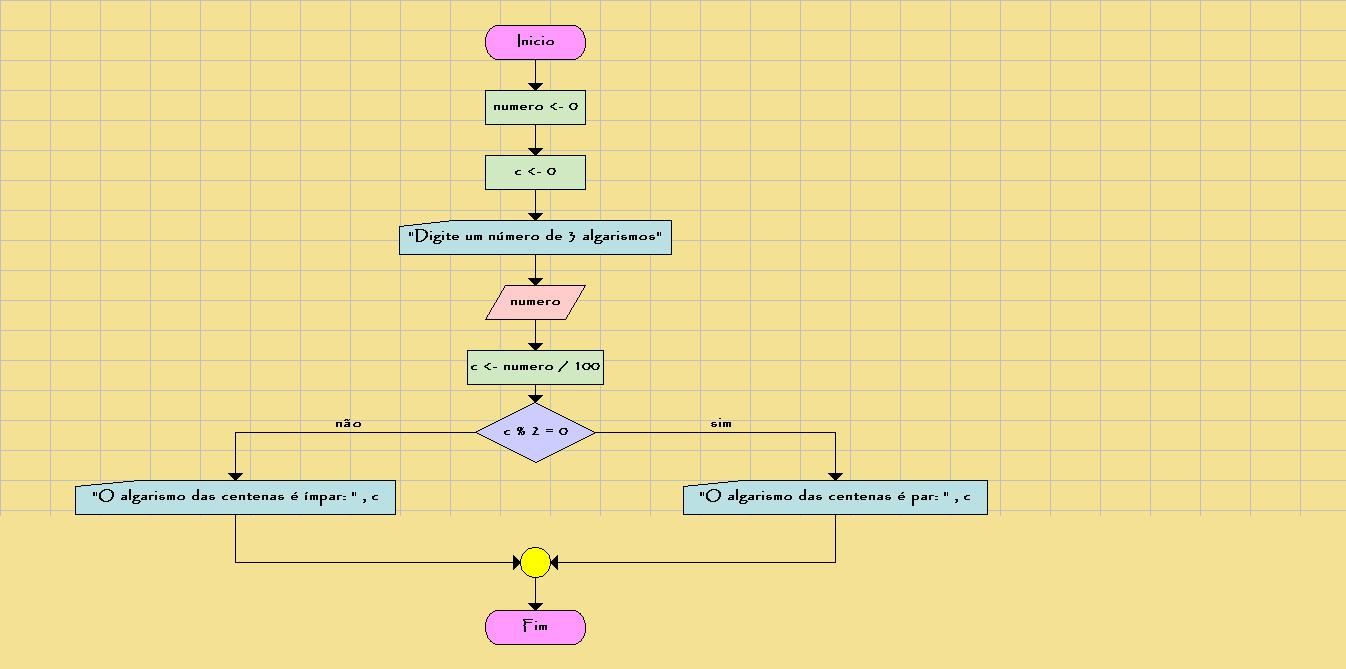 Inicio
numero <- 0
c <- 0
"Digite um número de 3 algarismos"
numero
c <- numero / 100
c % 2 = 0
não
sim
"O algarismo das centenas é ímpar: " , c
"O algarismo das centenas é par: " , c
Fim